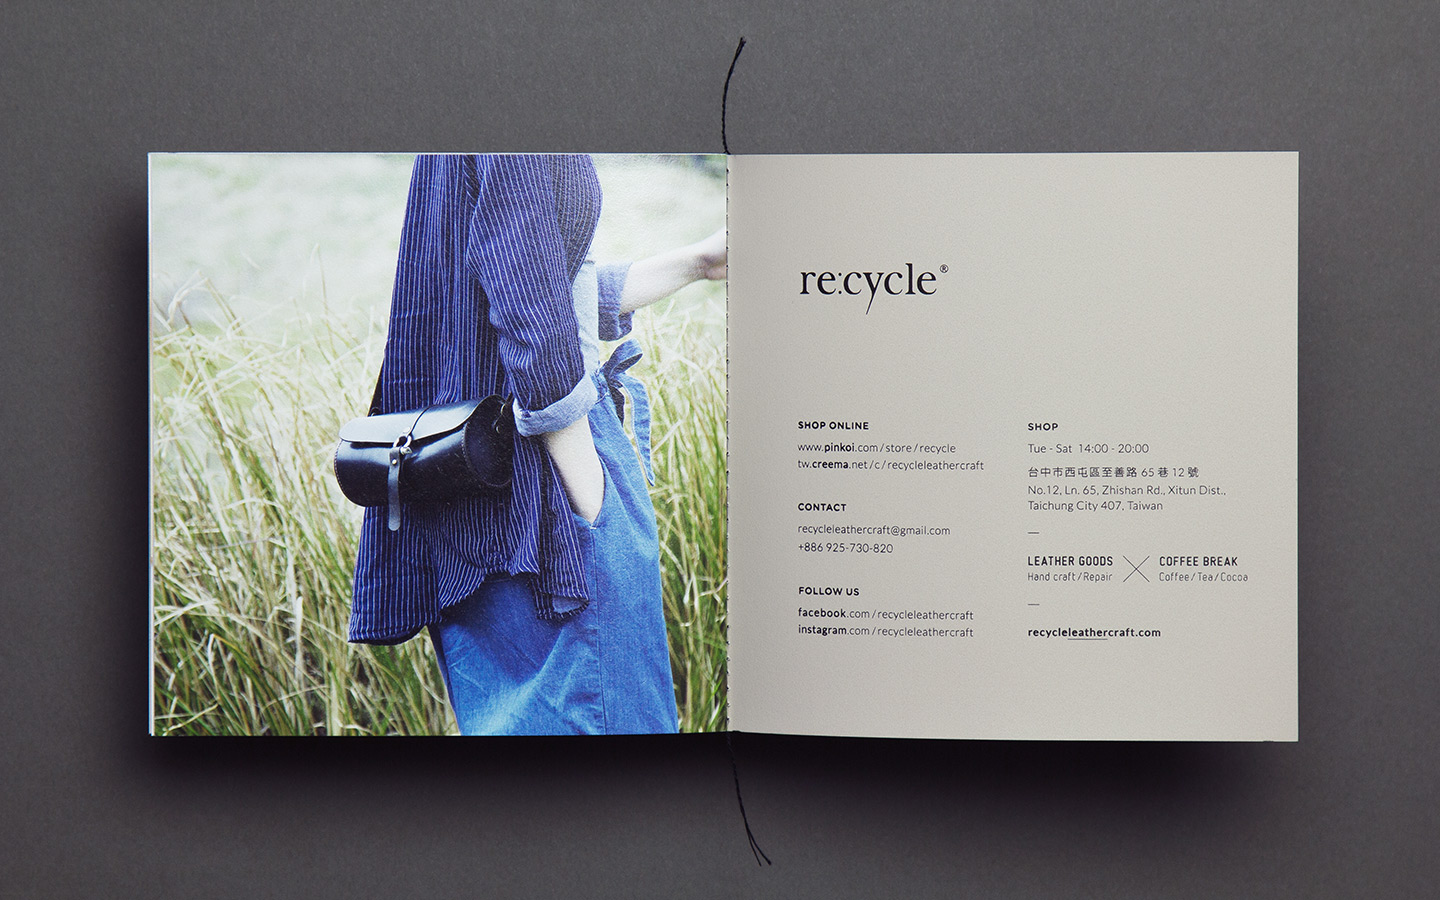 re:cycle®
SHOP ONLINE
www.pinkoi.com/store/recycle
tw.creema.net/c/recycleleathercraft
CONTACT
recycleleathercraft@gmail.com
+886 925-730-820
FOLLOW US
facebook.com/recycleleathercraft
instagram.com/recycleleathercraft
SHOP
Tue - Sat 14:00 - 20:00
台中市西屯區至善路 65 巷 12 號
No.12, Ln. 65, Zhishan Rd., Xitun Dist.,
Taichung City 407, Taiwan
LEATHER GOODS
Hand craft/Repair
COFFEE BREAK
Coffee/Tea/Cocoa
recycleleathercraft.com